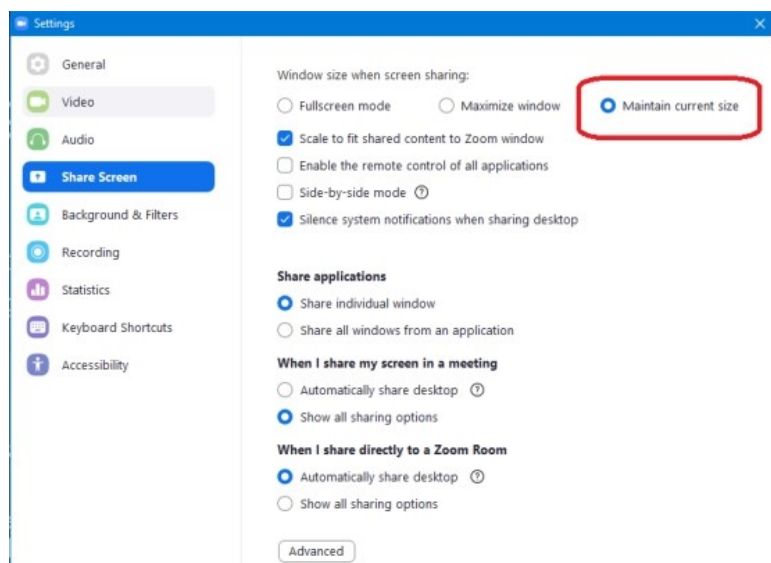 Settings
General
Video
Audio
Share Screen
Background & Filters
Recording
Statistics
Keyboard Shortcuts
Accessibility
Window size when screen sharing:
Fullscreen mode Maximize window Maintain current size
Scale to fit shared content to Zoom window
Enable the remote control of all applications
Side-by-side mode ?
Silence system notifications when sharing desktop
Share applications
Share individual window
Share all windows from an application
When I share my screen in a meeting
Automatically share desktop ?
Show all sharing options
When I share directly to a Zoom Room
Automatically share desktop ?
Show all sharing options
Advanced